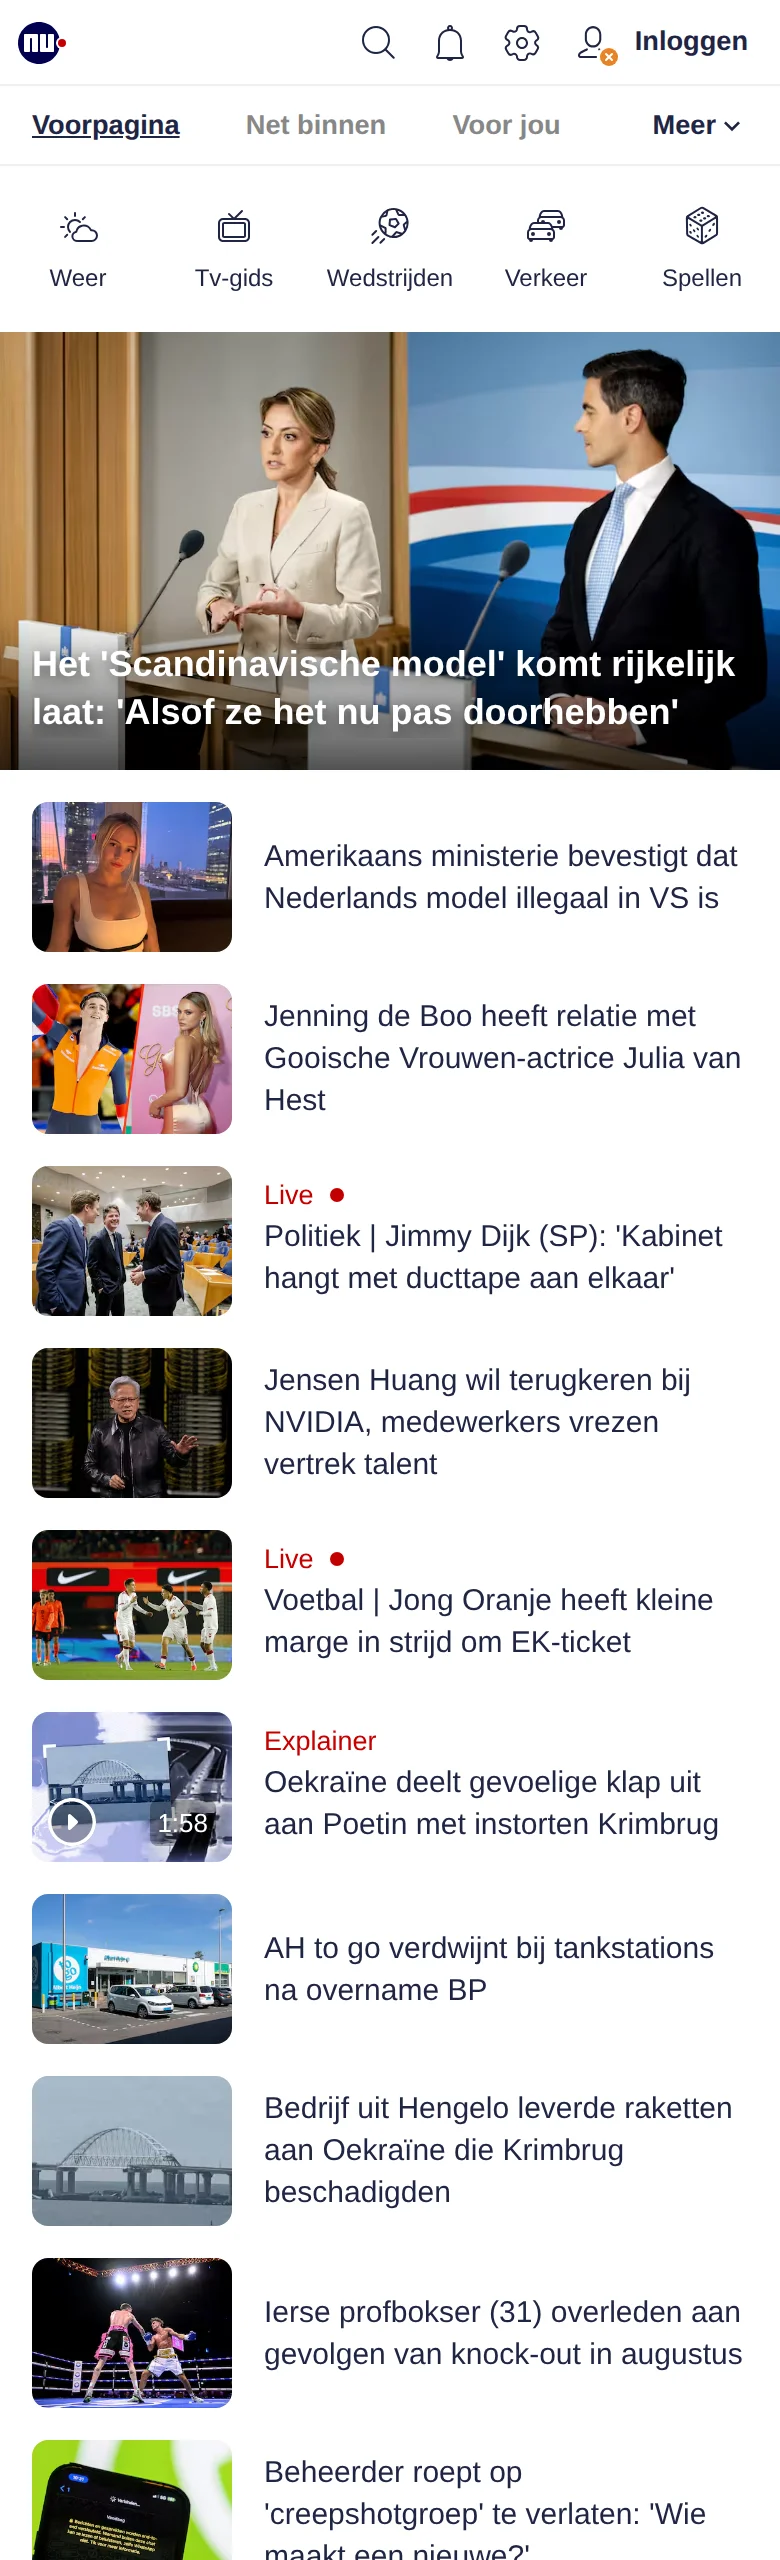 nu
Inloggen
Voorpagina
Net binnen
Voor jou
Meer
Weer
Tv-gids
Wedstrijden
Verkeer
Spellen
Het 'Scandinavische model' komt rijkelijk
laat: 'Alsof ze het nu pas doorhebben'
Amerikaans ministerie bevestigt dat
Nederlands model illegaal in VS is
SBS
Jenning de Boo heeft relatie met
Gooische Vrouwen-actrice Julia van
Hest
Live
Politiek | Jimmy Dijk (SP): 'Kabinet
hangt met ducttape aan elkaar'
Jensen Huang wil terugkeren bij
NVIDIA, medewerkers vrezen
vertrek talent
Live
Voetbal | Jong Oranje heeft kleine
marge in strijd om EK-ticket
1:58
Explainer
Oekraïne deelt gevoelige klap uit
aan Poetin met instorten Krimbrug
AH to go verdwijnt bij tankstations
na overname BP
Bedrijf uit Hengelo leverde raketten
aan Oekraïne die Krimbrug
beschadigden
Ierse profbokser (31) overleden aan
gevolgen van knock-out in augustus
Beheerder roept op
'creepshotgroep' te verlaten: 'Wie
maakt een nieuwe?'